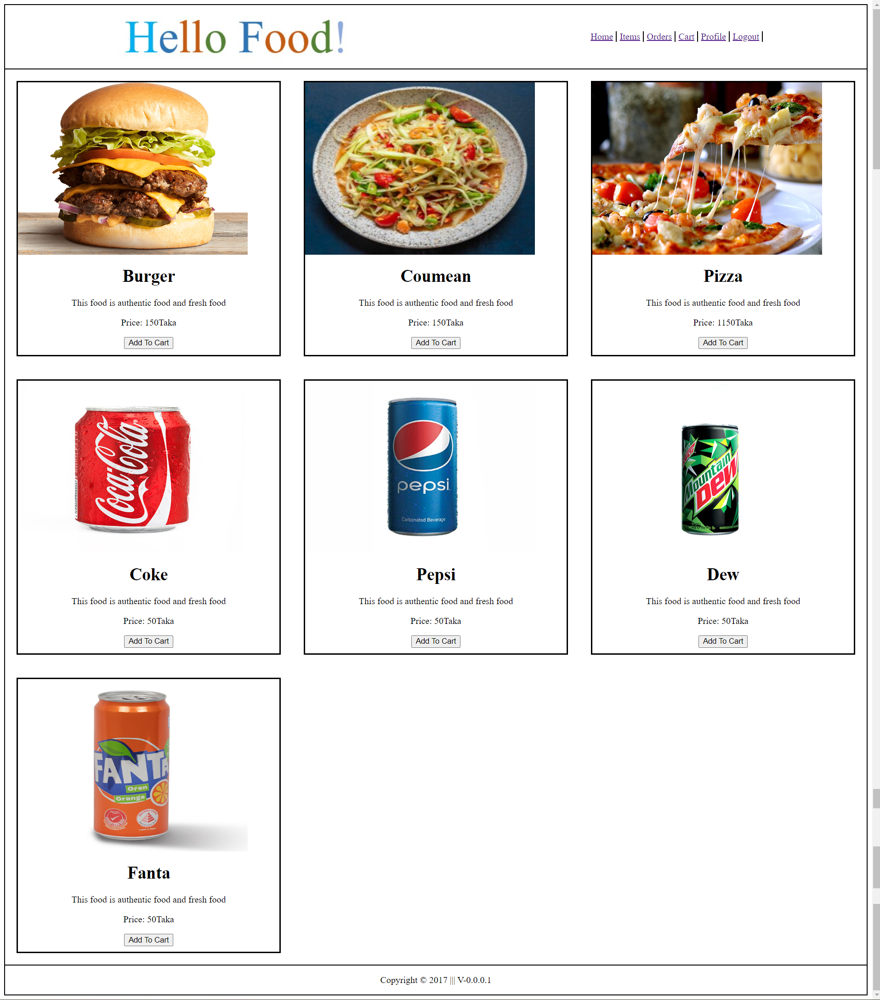 Hello Food!
Home | Items | Orders | Cart | Profile | Logout |
Burger
This food is authentic food and fresh food
Price: 150Taka
Add To Cart
Coumean
This food is authentic food and fresh food
Price: 150Taka
Add To Cart
Pizza
This food is authentic food and fresh food
Price: 1150Taka
Add To Cart
Coca-Cola
Coke
This food is authentic food and fresh food
Price: 50Taka
Add To Cart
pepsi
Carbonated Beverage
Pepsi
This food is authentic food and fresh food
Price: 50Taka
Add To Cart
Mountain
Dew
Dew
This food is authentic food and fresh food
Price: 50Taka
Add To Cart
FANTA
Oren
Orange
Fanta
This food is authentic food and fresh food
Price: 50Taka
Add To Cart
Copyright © 2017 ||| V-0.0.0.1